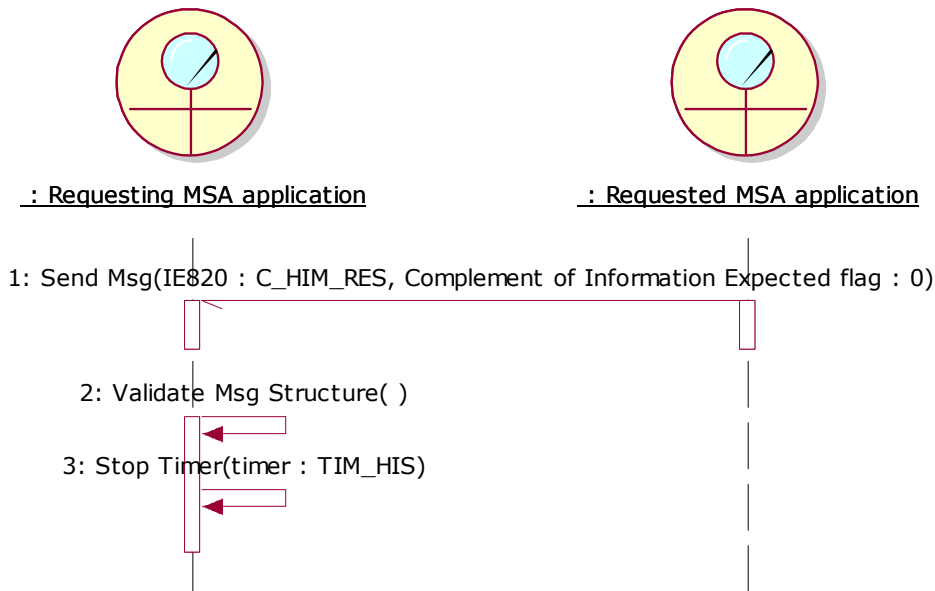 : Requesting MSA application
: Requested MSA application
1: Send Msg(IE820 : C_HIM_RES, Complement of Information Expected flag : 0)
2: Validate Msg Structure( )
3: Stop Timer(timer : TIM_HIS)